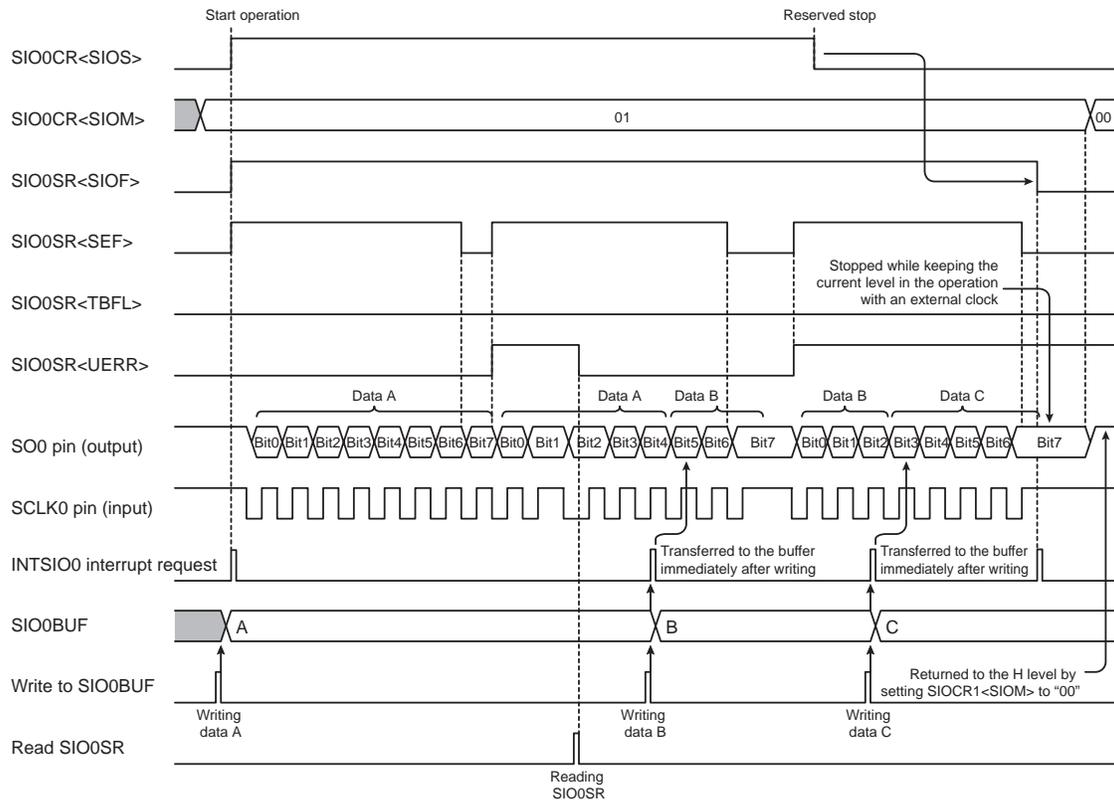 Start operation
Reserved stop
SIO0CR<SIOS>
SIO0CR<SIOM>
01
00
SIO0SR<SIOF>
SIO0SR<SEF>
Stopped while keeping the
current level in the operation
with an external clock
SIO0SR<TBFL>
SIO0SR<UERR>
Data A
Data A
Data B
Data B
Data C
SO0 pin (output)
Bit0 Bit1 Bit2 Bit3 Bit4 Bit5 Bit6 Bit7 Bit0 Bit1 Bit2 Bit3 Bit4 Bit5 Bit6 Bit7 Bit0 Bit1 Bit2 Bit3 Bit4 Bit5 Bit6 Bit7
SCLK0 pin (input)
INTSIO0 interrupt request
Transferred to the buffer
immediately after writing
Transferred to the buffer
immediately after writing
SIO0BUF
A
B
C
Write to SIO0BUF
Returned to the H level by
setting SIOCR1<SIOM> to “00”
Writing
data A
Writing
data B
Writing
data C
Read SIO0SR
Reading
SIO0SR